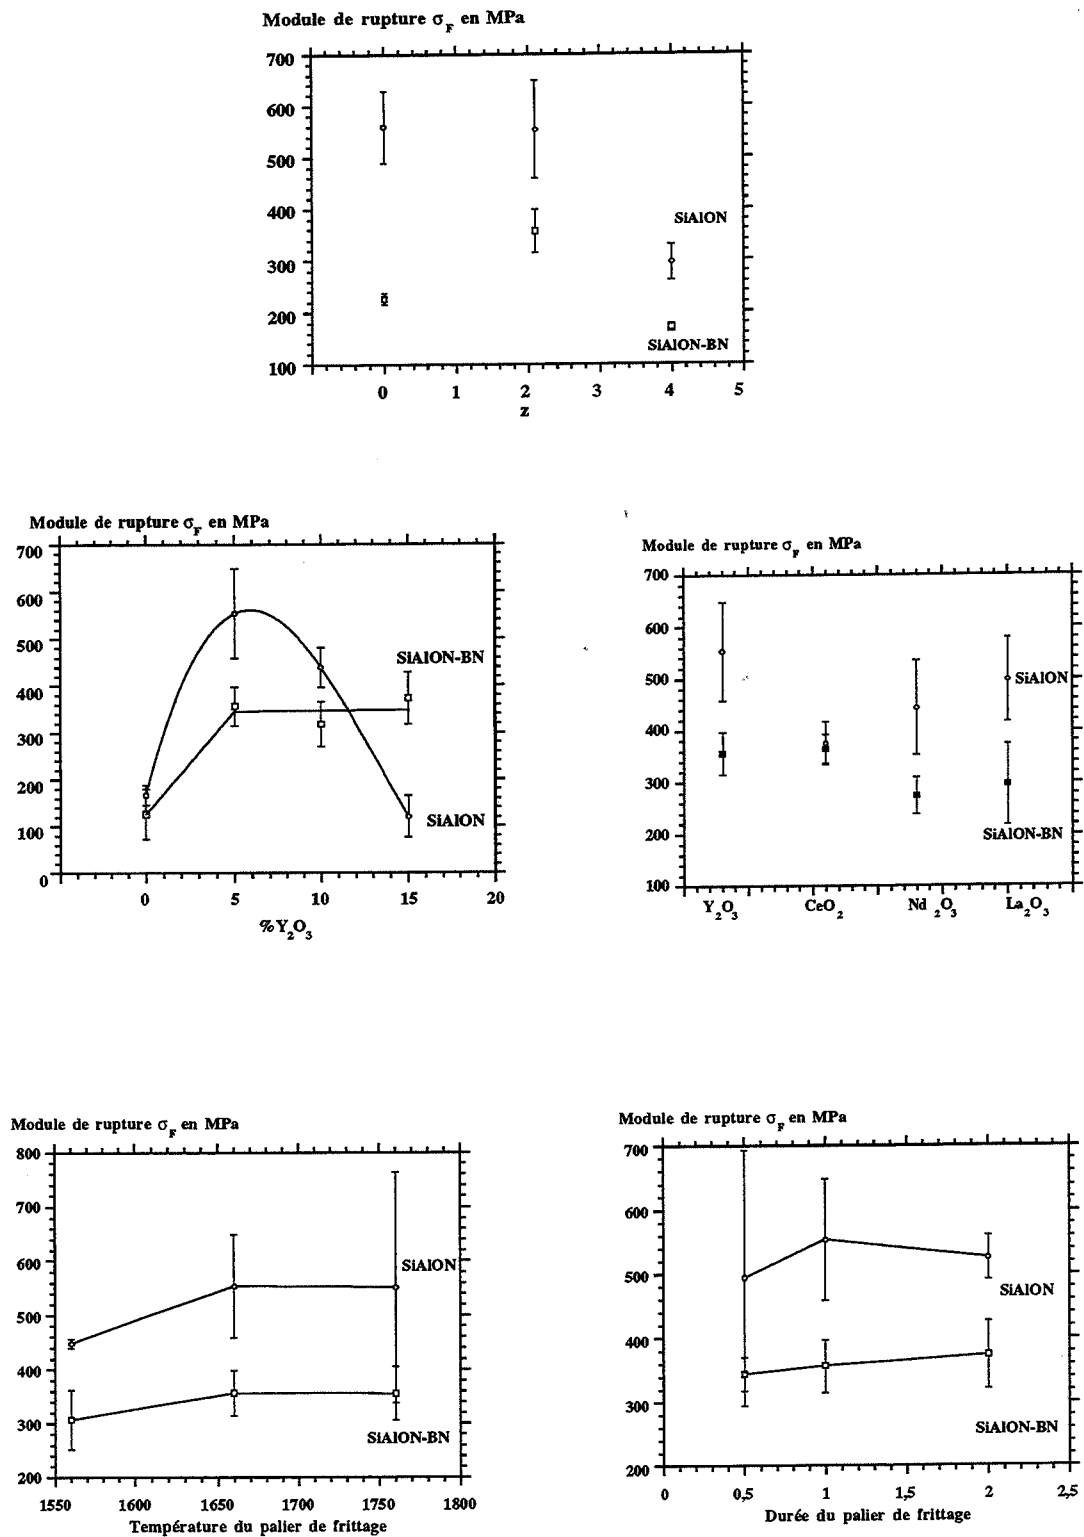 Module de rupture σF en MPa
700
600
500
400
300
200
100
SiAlON
SiAlON-BN
0 1 2 3 4 5
z
Module de rupture σF en MPa
700
600
500
400
300
200
100
0
SiAlON-BN
SiAlON
0 5 10 15 20
%Y2O3
Module de rupture σF en MPa
700
600
500
400
300
200
100
SiAlON
SiAlON-BN
Y2O3 CeO2 Nd2O3 La2O3
Module de rupture σF en MPa
800
700
600
500
400
300
200
SiAlON
SiAlON-BN
1550 1600 1650 1700 1750 1800
Température du palier de frittage
Module de rupture σF en MPa
700
600
500
400
300
200
SiAlON
SiAlON-BN
0 0,5 1 1,5 2 2,5
Durée du palier de frittage